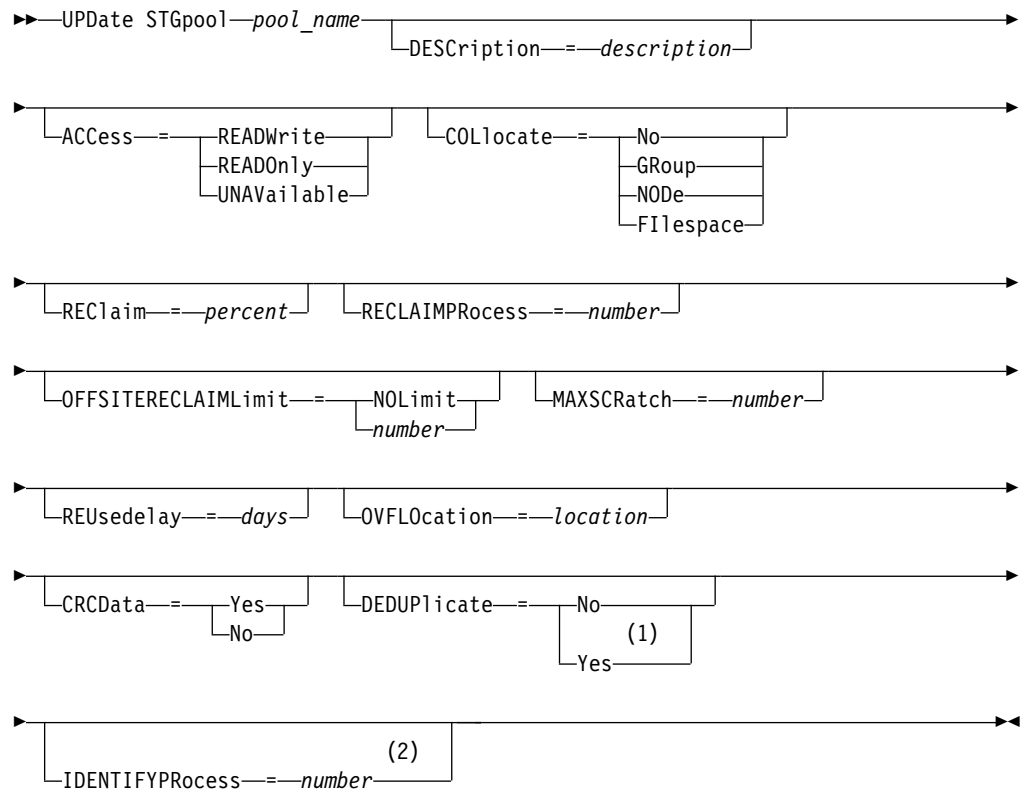 UPDate STGpool pool_name
DESCription = description
ACCess = READWrite
READOnly
UNAVailable
COLlocate = No
GRoup
NODe
FIlespace
REClaim = percent
RECLAIMPRocess = number
OFFSITERECLAIMLimit = NOLimit
number
MAXSCRatch = number
REUsedelay = days
OVFLOcation = location
CRCData = Yes
No
DEDUPlicate = No
(1)
Yes
(2)
IDENTIFYPRocess = number